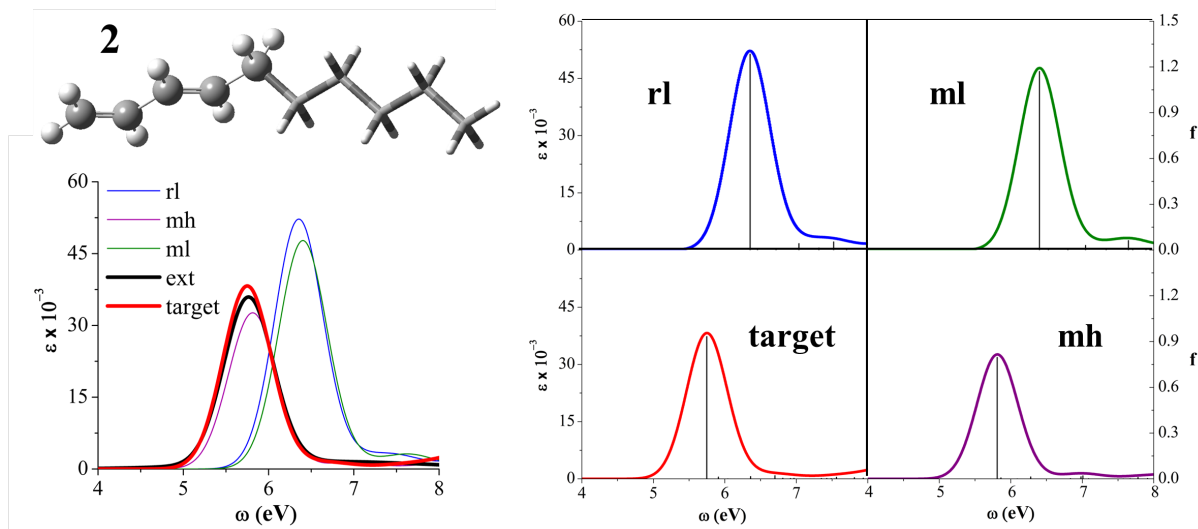 2
60
45
30
15
0
ε x 10⁻³
rl
mh
ml
ext
target
4 5 6 7 8
ω (eV)
60
45
30
15
0
ε x 10⁻³
rl
ml
1.5
1.2
0.9
0.6
0.3
0.0
f
45
30
15
0
ε x 10⁻³
target
mh
1.2
0.9
0.6
0.3
0.0
f
4 5 6 7 4 5 6 7 8
ω (eV) ω (eV)